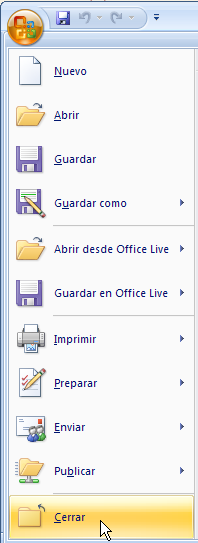 Nuevo
Abrir
Guardar
Guardar como
Abrir desde Office Live
Guardar en Office Live
Imprimir
Preparar
Enviar
Publicar
Cerrar